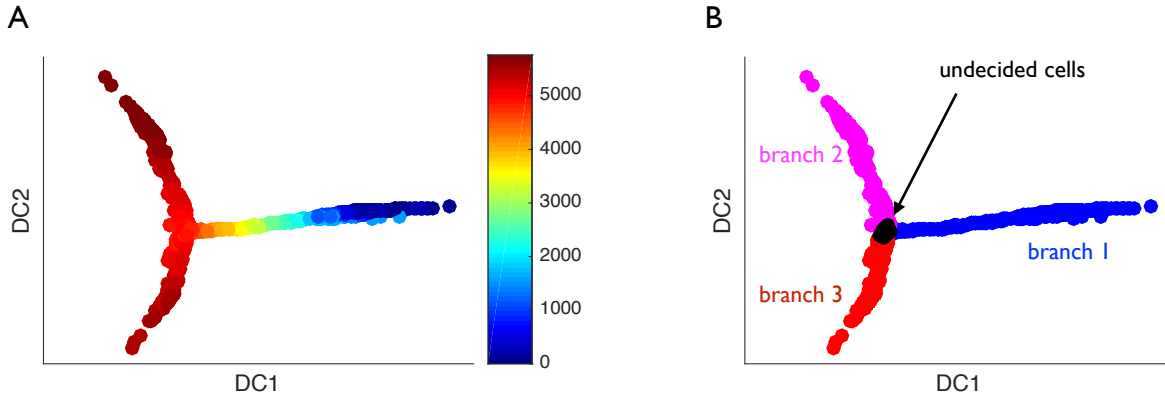 A
DC2
DC1
5000
4000
3000
2000
1000
0
B
undecided cells
branch 2
branch 1
branch 3
DC2
DC1